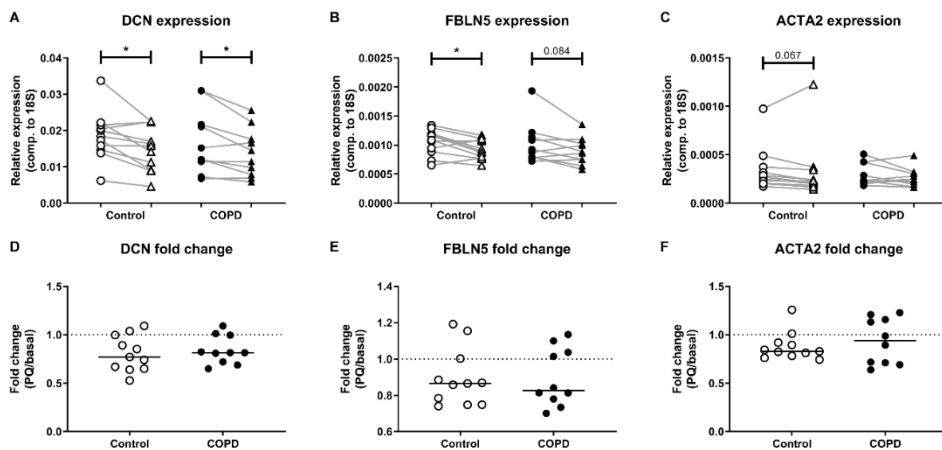 A
DCN expression
*
*
Relative expression
(comp. to 18S)
0.04
0.03
0.02
0.01
0.00
Control
COPD
B
FBLN5 expression
*
0.084
Relative expression
(comp. to 18S)
0.0025
0.0020
0.0015
0.0010
0.0005
0.0000
Control
COPD
C
ACTA2 expression
0.067
Relative expression
(comp. to 18S)
0.0015
0.0010
0.0005
0.0000
Control
COPD
D
DCN fold change
Fold change
(PQ/basal)
1.5
1.0
0.5
0.0
Control
COPD
E
FBLN5 fold change
Fold change
(PQ/basal)
1.4
1.2
1.0
0.8
0.6
Control
COPD
F
ACTA2 fold change
Fold change
(PQ/basal)
1.5
1.0
0.5
0.0
Control
COPD